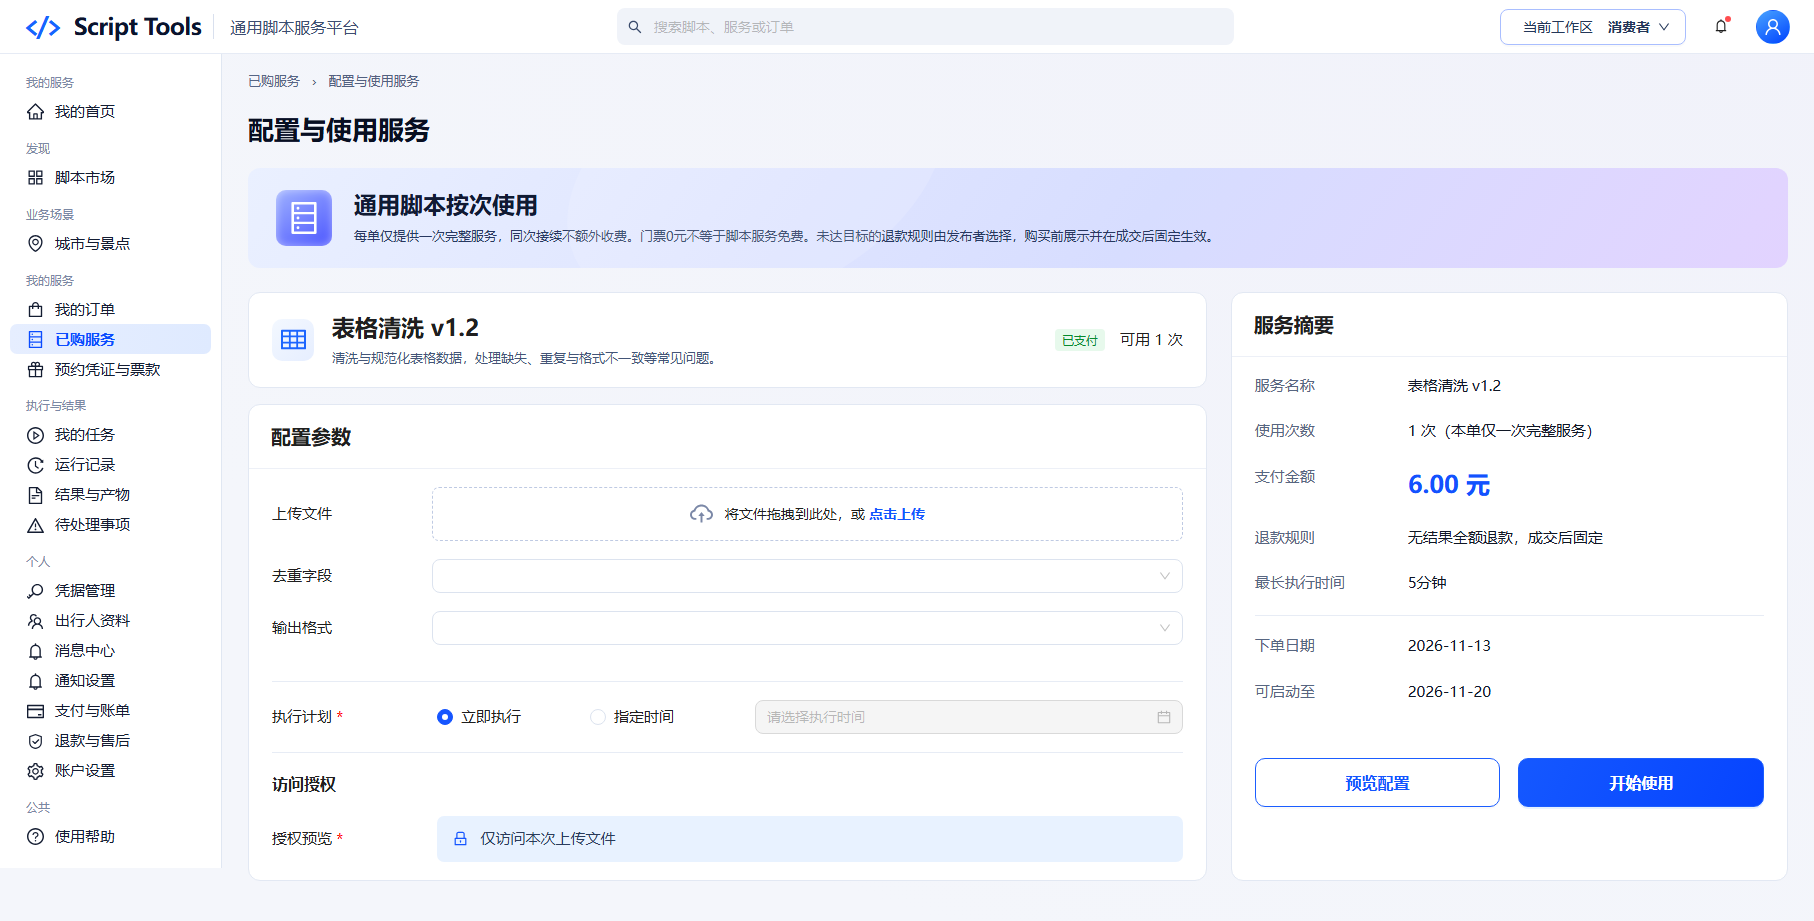 </> Script Tools
通用脚本服务平台
搜索脚本、服务或订单
当前工作区 消费者
我的服务
我的首页
发现
脚本市场
业务场景
城市与景点
我的服务
我的订单
已购服务
预约凭证与票款
执行与结果
我的任务
运行记录
结果与产物
待处理事项
个人
凭据管理
出行人资料
消息中心
通知设置
支付与账单
退款与售后
账户设置
公共
使用帮助
已购服务 › 配置与使用服务
配置与使用服务
通用脚本按次使用
每单仅提供一次完整服务，同次接续不额外收费。门票0元不等于脚本服务免费。未达目标的退款规则由发布者选择，购买前展示并在成交后固定生效。
表格清洗 v1.2
清洗与规范化表格数据，处理缺失、重复与格式不一致等常见问题。
已支付 可用 1 次
配置参数
上传文件
将文件拖拽到此处，或 点击上传
去重字段
输出格式
执行计划 *
立即执行
指定时间
请选择执行时间
访问授权
授权预览 *
仅访问本次上传文件
服务摘要
服务名称 表格清洗 v1.2
使用次数 1 次（本单仅一次完整服务）
支付金额 6.00 元
退款规则 无结果全额退款，成交后固定
最长执行时间 5分钟
下单日期 2026-11-13
可启动至 2026-11-20
预览配置
开始使用